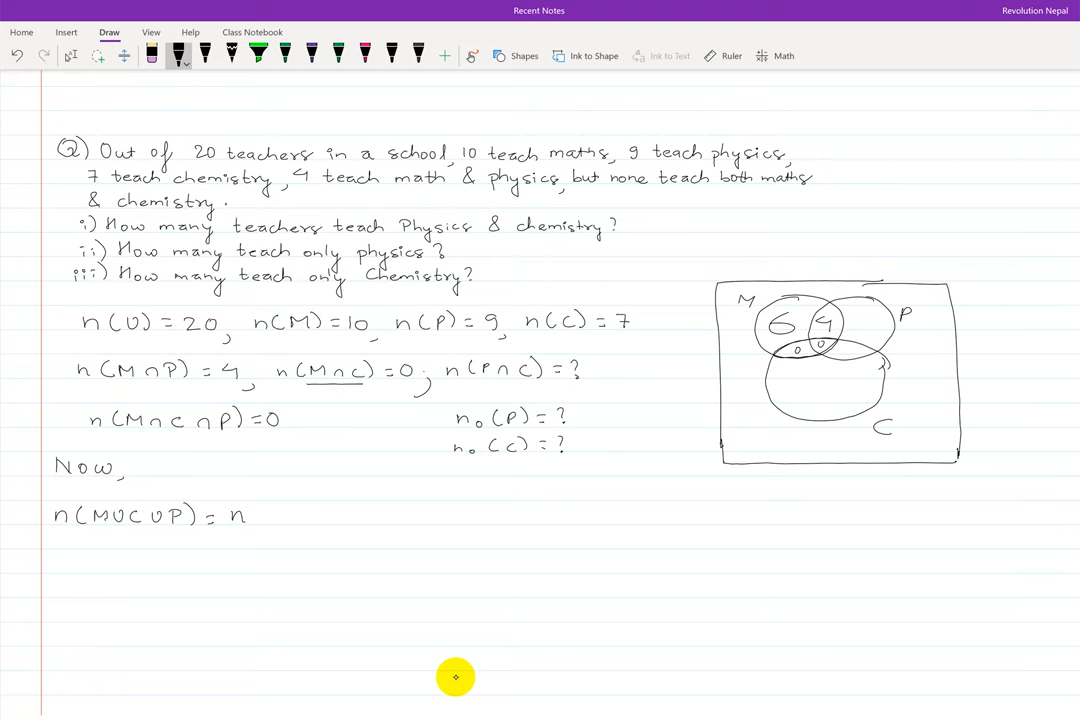 Recent Notes
Revolution Nepal
Home Insert Draw View Help Class Notebook
Shapes Ink to Shape Ink to Text Ruler Math
Q) Out of 20 teachers in a school, 10 teach maths, 9 teach physics,
7 teach chemistry, 4 teach math & physics, but none teach both maths
& chemistry.
i) How many teachers teach Physics & chemistry?
ii) How many teach only physics?
iii) How many teach only Chemistry?
n(U) = 20, n(M) = 10, n(P) = 9, n(C) = 7
n(M∩P) = 4, n(M∩C) = 0; n(P∩C) = ?
n(M∩C∩P) = 0
n₀(P) = ?
n₀(C) = ?
Now,
n(M∪C∪P) = n
M P
6 4
0 0
C